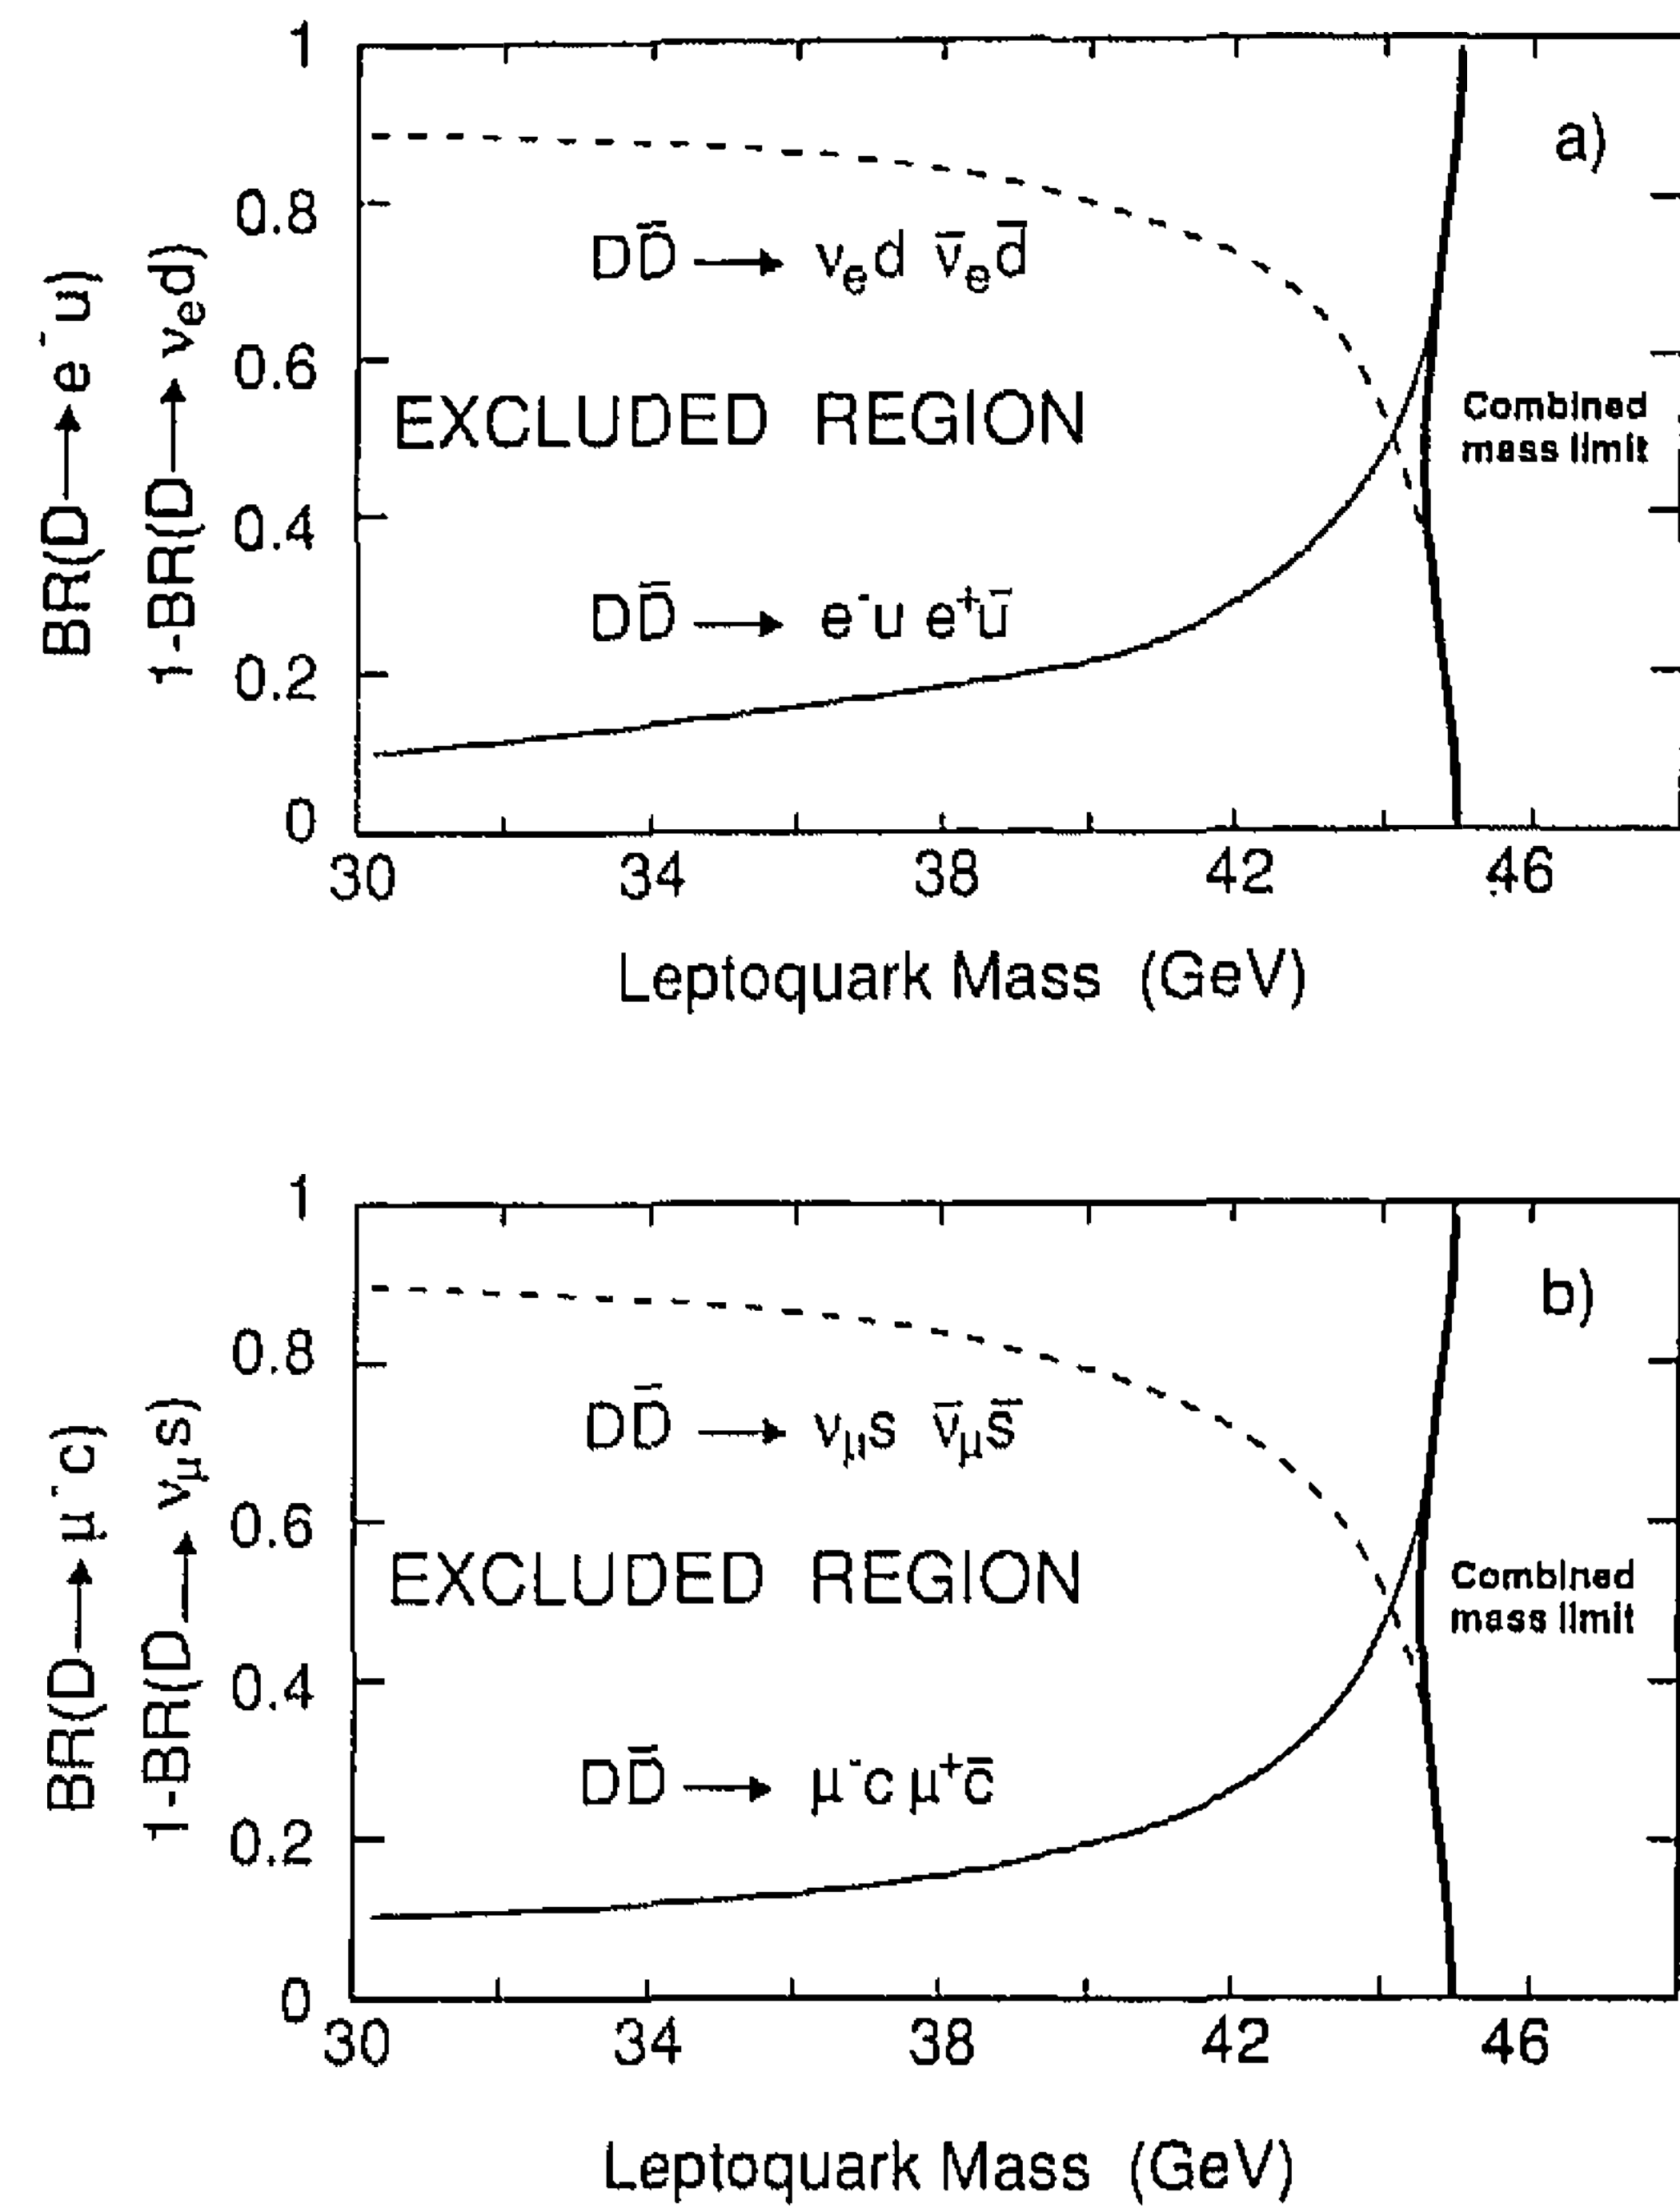 BR(D→e⁻u)
1-BR(D→νₑd)
1
0.8
0.6
0.4
0.2
0
a)
DD̄ → νₑd ν̄ₑd̄
EXCLUDED REGION
Combined
mass limit
DD̄ → e⁻u e⁺ū
30 34 38 42 46
Leptoquark Mass (GeV)
BR(D→μ⁻c)
1-BR(D→ν_μs)
1
0.8
0.6
0.4
0.2
0
b)
DD̄ → ν_μs ν̄_μs̄
EXCLUDED REGION
Combined
mass limit
DD̄ → μ⁻c μ⁺c̄
30 34 38 42 46
Leptoquark Mass (GeV)